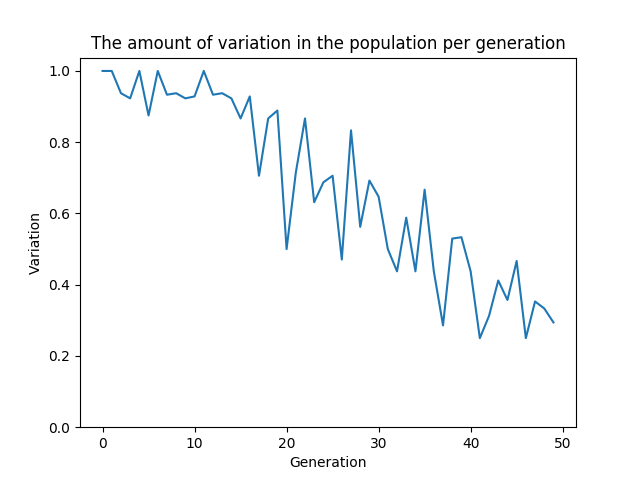 The amount of variation in the population per generation
1.0
0.8
0.6
0.4
0.2
0.0
Variation
0 10 20 30 40 50
Generation